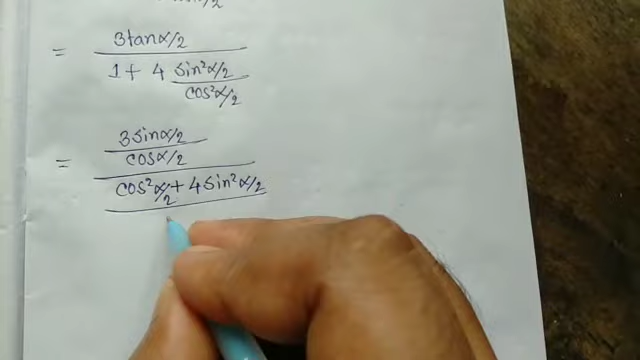 = 3tanα/2
1 + 4 sin²α/2
cos²α/2
= 3sinα/2
cosα/2
cos²α/2 + 4sin²α/2